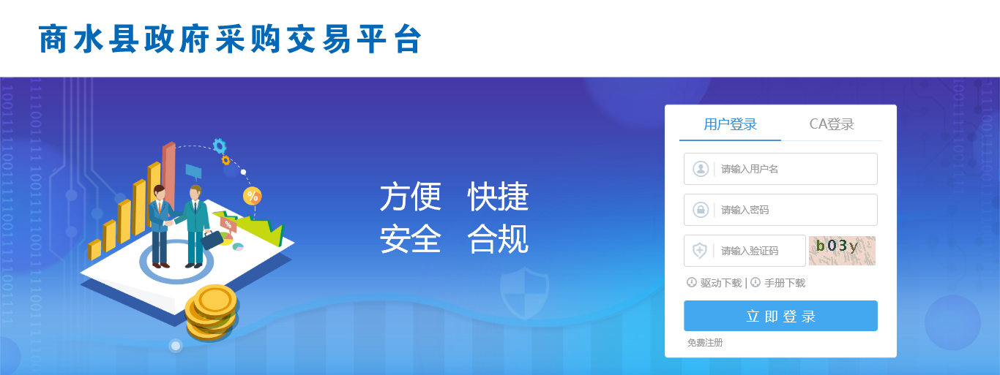 商水县政府采购交易平台
方便 快捷
安全 合规
用户登录 CA登录
请输入用户名
请输入密码
请输入验证码 b03y
驱动下载 | 手册下载
立即登录
免费注册
%
%